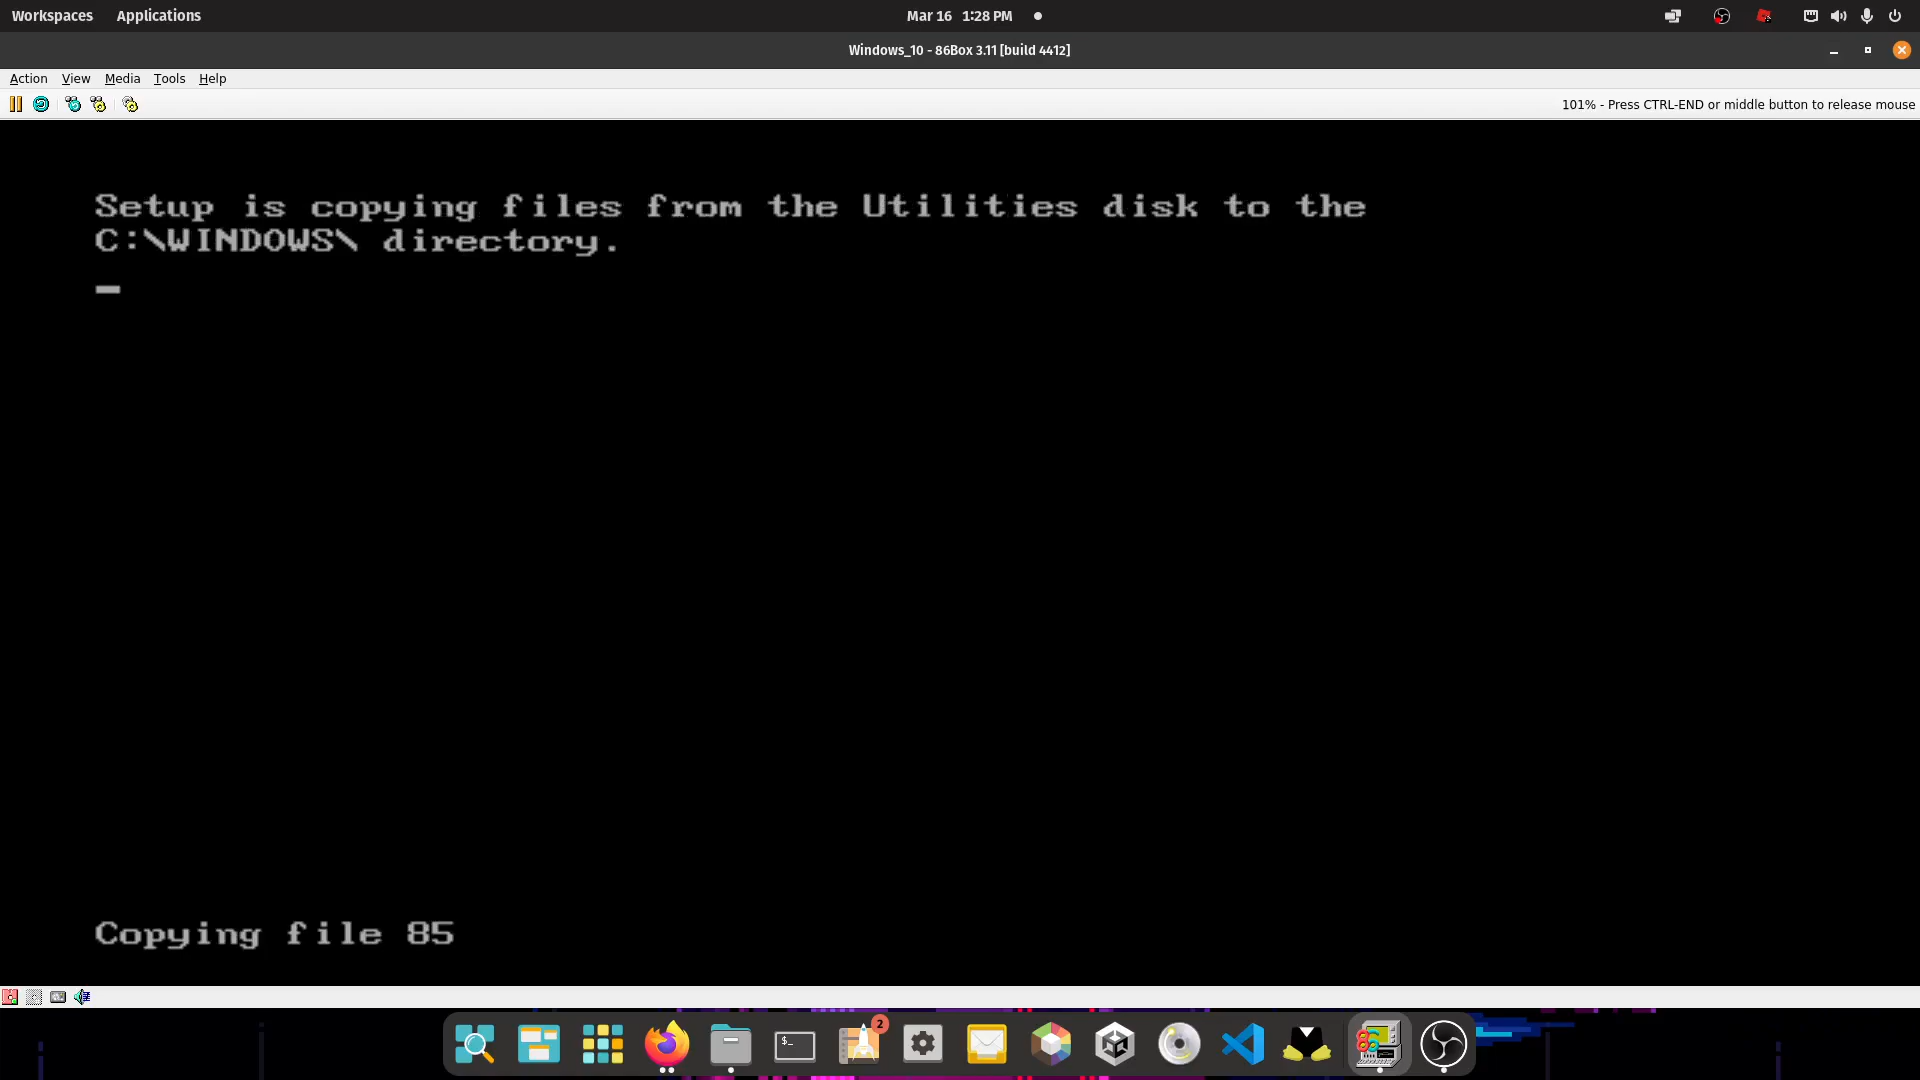 Workspaces Applications Mar 16 1:28 PM
Windows_10 - 86Box 3.11 [build 4412]
Action View Media Tools Help
101% - Press CTRL-END or middle button to release mouse
Setup is copying files from the Utilities disk to the
C:\WINDOWS\ directory.
Copying file 85
2
$_
86